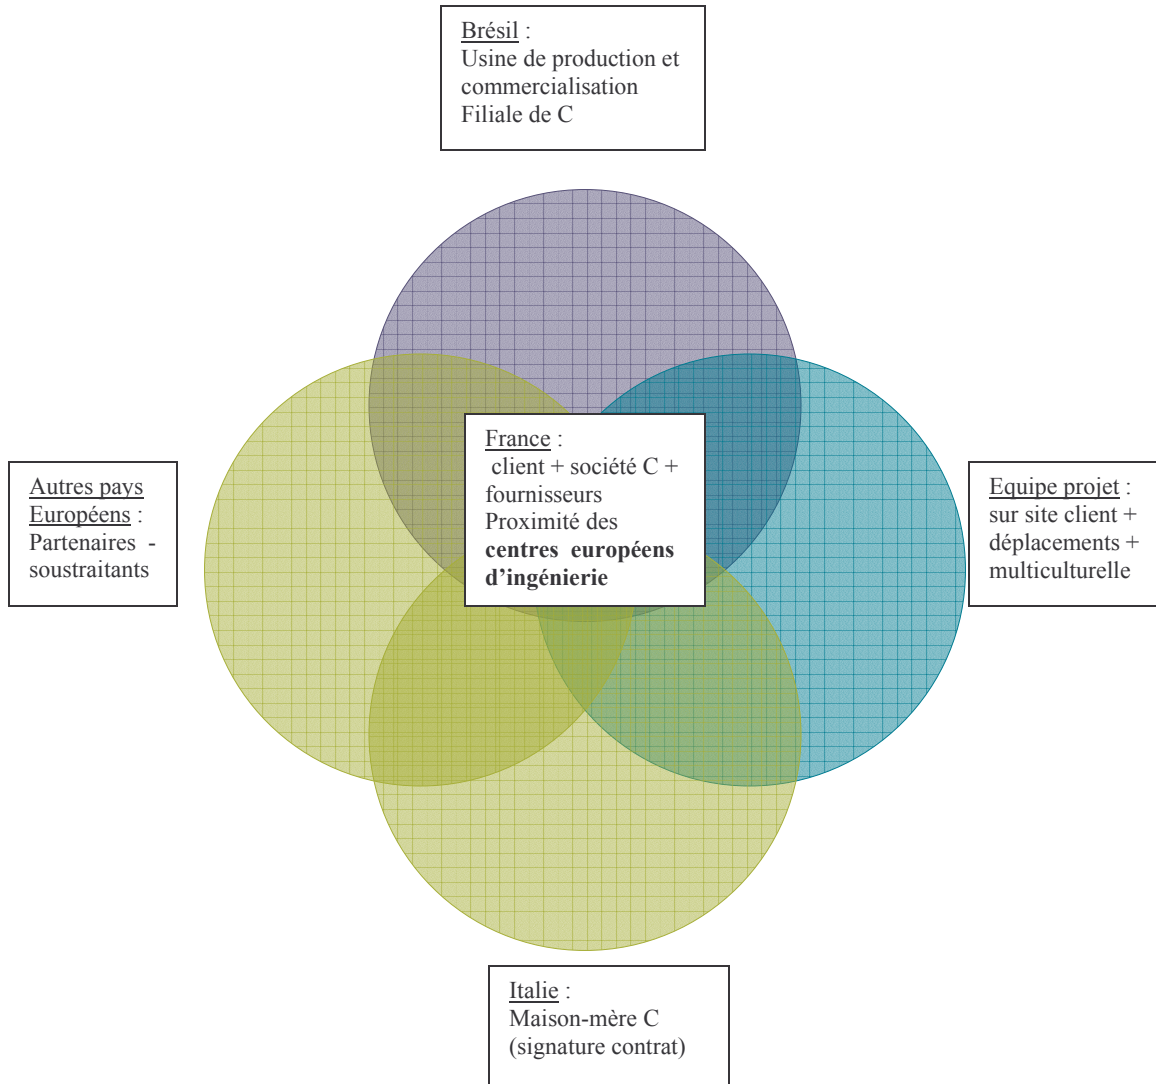 Brésil :
Usine de production et
commercialisation
Filiale de C
France :
client + société C +
fournisseurs
Proximité des
centres européens
d'ingénierie
Autres pays
Européens :
Partenaires -
soustraitants
Equipe projet :
sur site client +
déplacements +
multiculturelle
Italie :
Maison-mère C
(signature contrat)